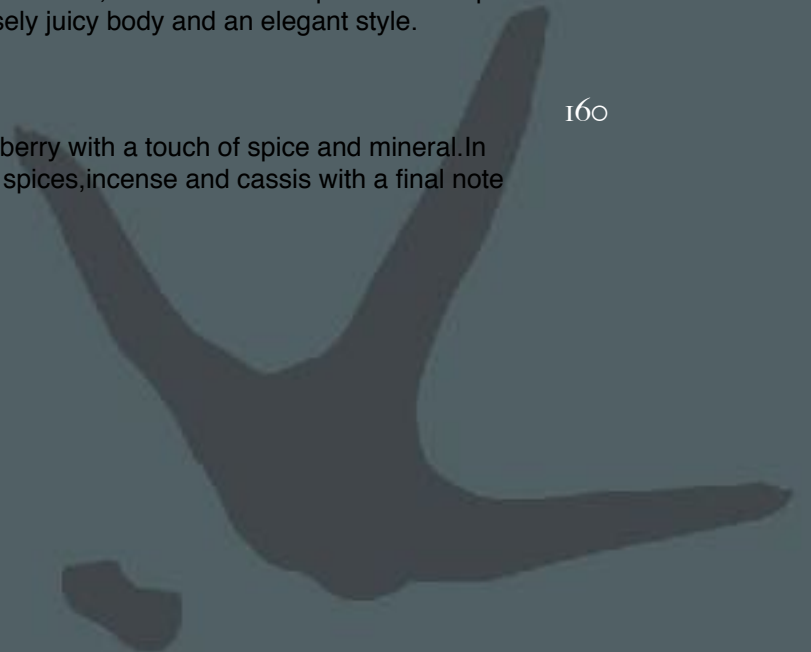 sely juicy body and an elegant style.
160
berry with a touch of spice and mineral.In
spices,incense and cassis with a final note